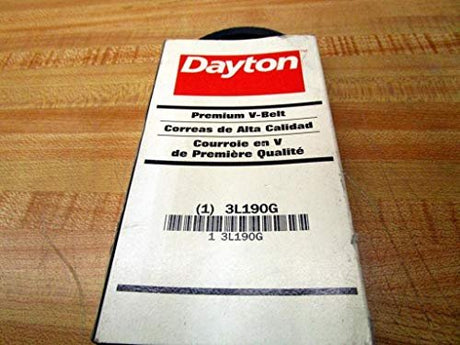 Dayton
Premium V-Belt
Correas de Alta Calidad
Courroie en V
de Première Qualité
(1) 3L190G
1 3L190G